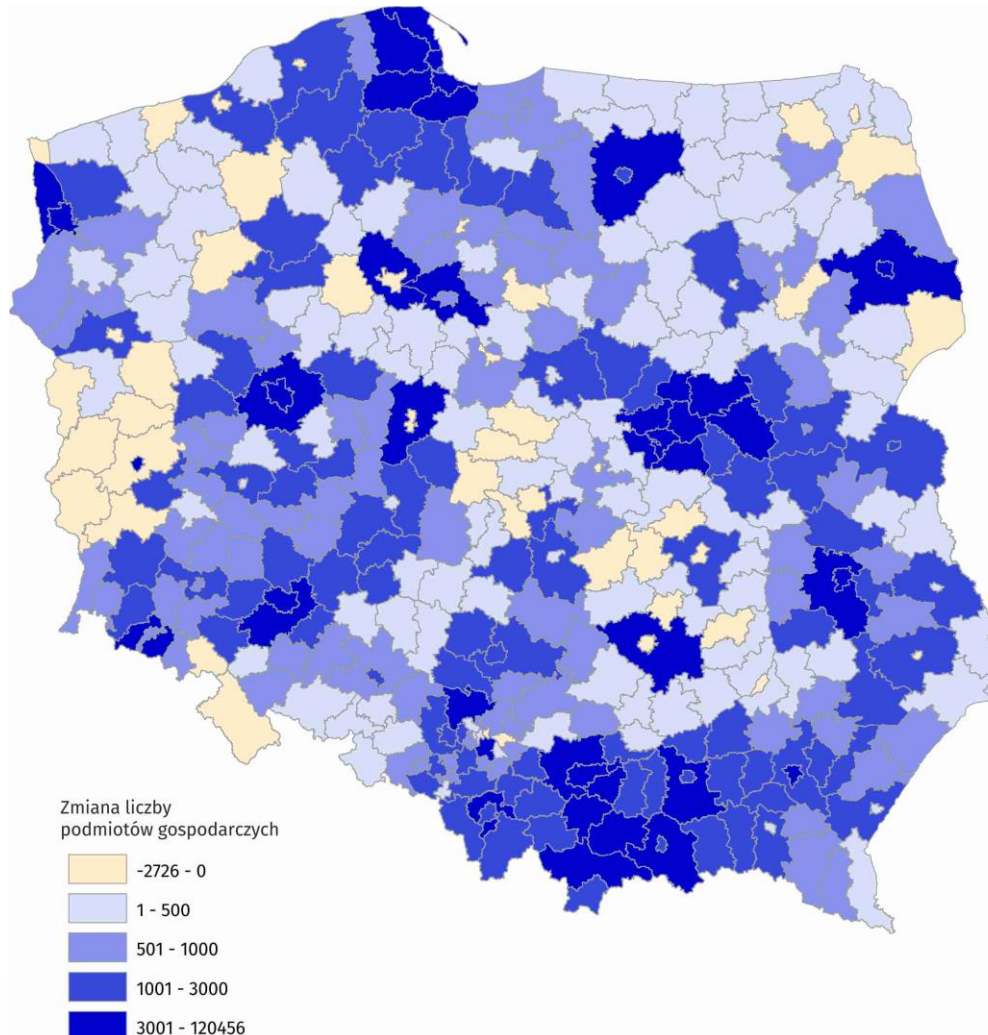 Zmiana liczby
podmiotów gospodarczych
-2726 - 0
1 - 500
501 - 1000
1001 - 3000
3001 - 120456